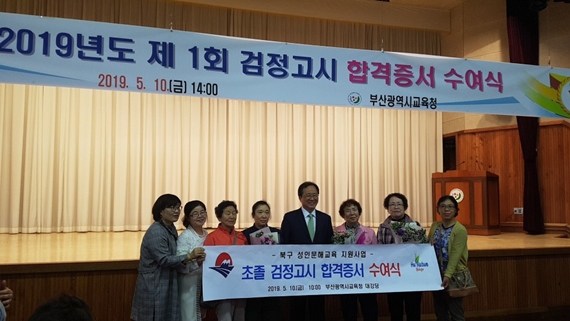 2019년도 제 1회 검정고시 합격증서 수여식
2019. 5. 10.(금) 14:00
부산광역시교육청
- 북구 성인문해교육 지원사업 -
초졸 검정고시 합격증서 수여식
2019. 5. 10.(금) 10:00 부산광역시교육청 대강당